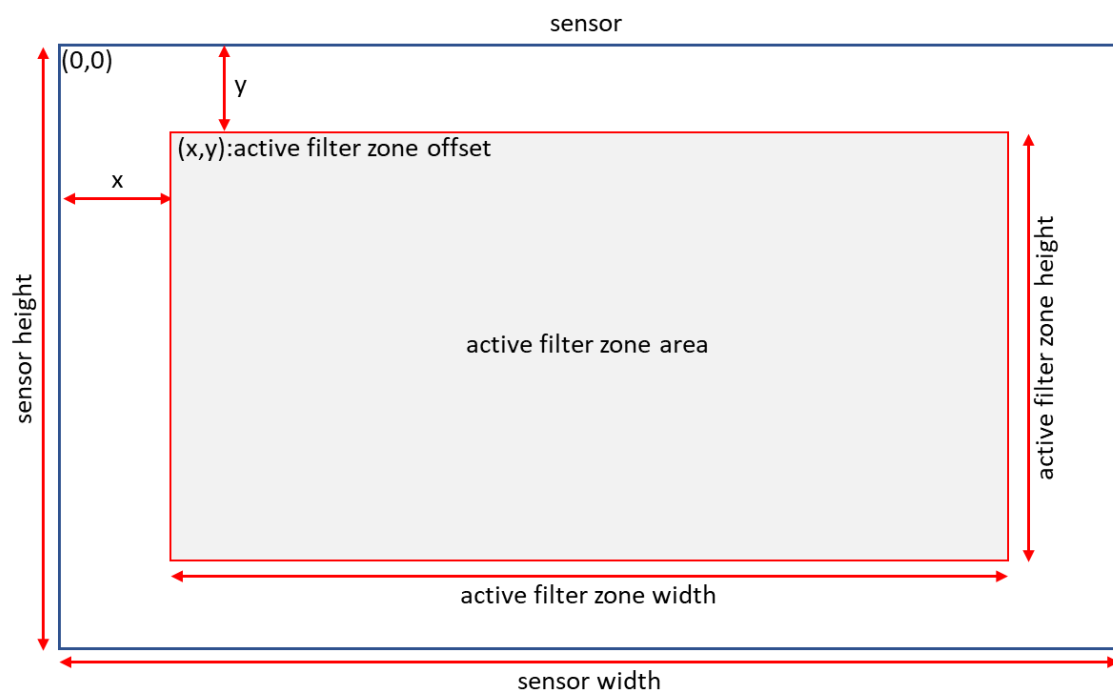 sensor
(0,0)
y
(x,y):active filter zone offset
x
sensor height
active filter zone height
active filter zone area
active filter zone width
sensor width